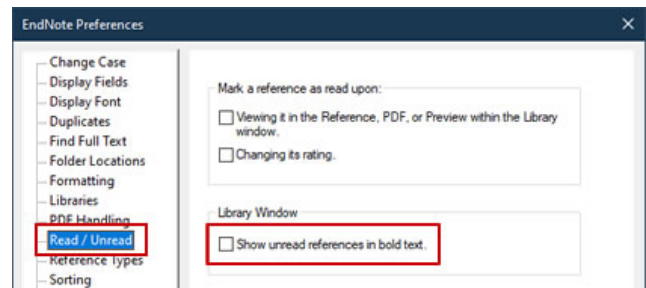 EndNote Preferences
Change Case
Display Fields
Display Font
Duplicates
Find Full Text
Folder Locations
Formatting
Libraries
PDF Handling
Read / Unread
Reference Types
Sorting
Mark a reference as read upon:
Viewing it in the Reference, PDF, or Preview within the Library
window.
Changing its rating.
Library Window
Show unread references in bold text.